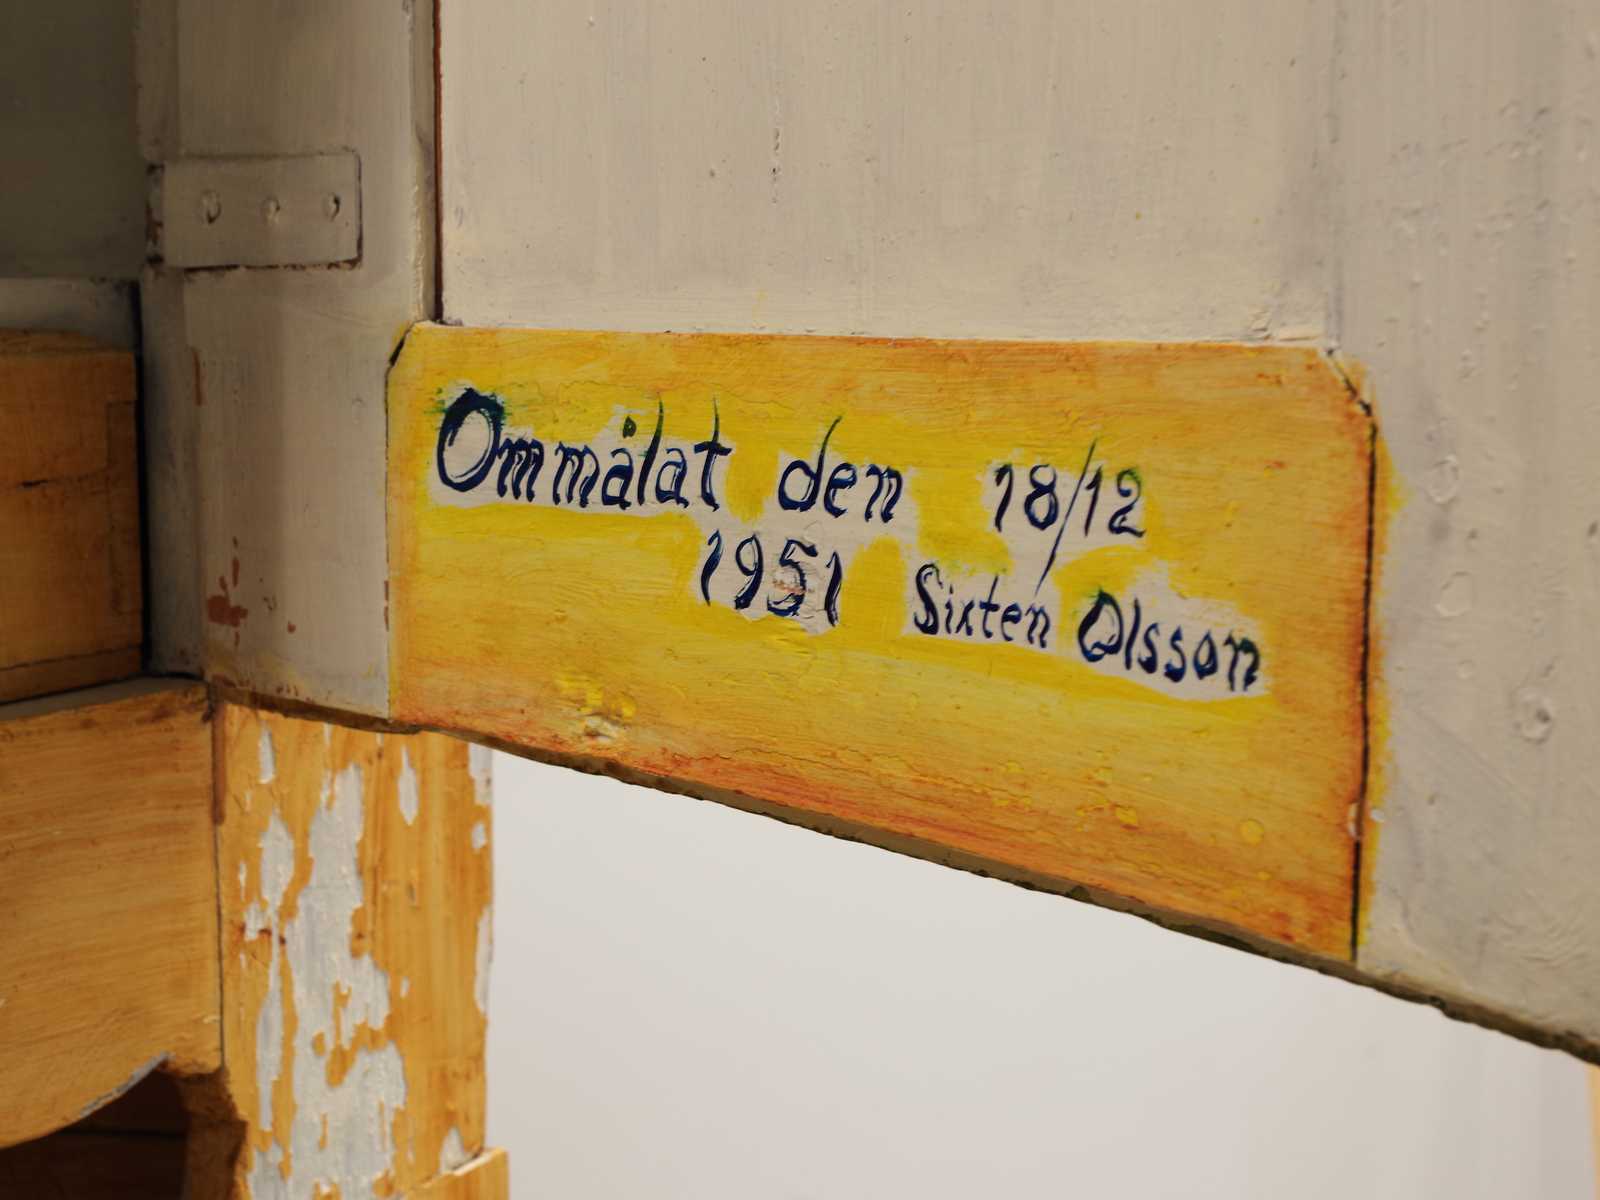 Ommålat den 18/12
1951 Sixten Olsson